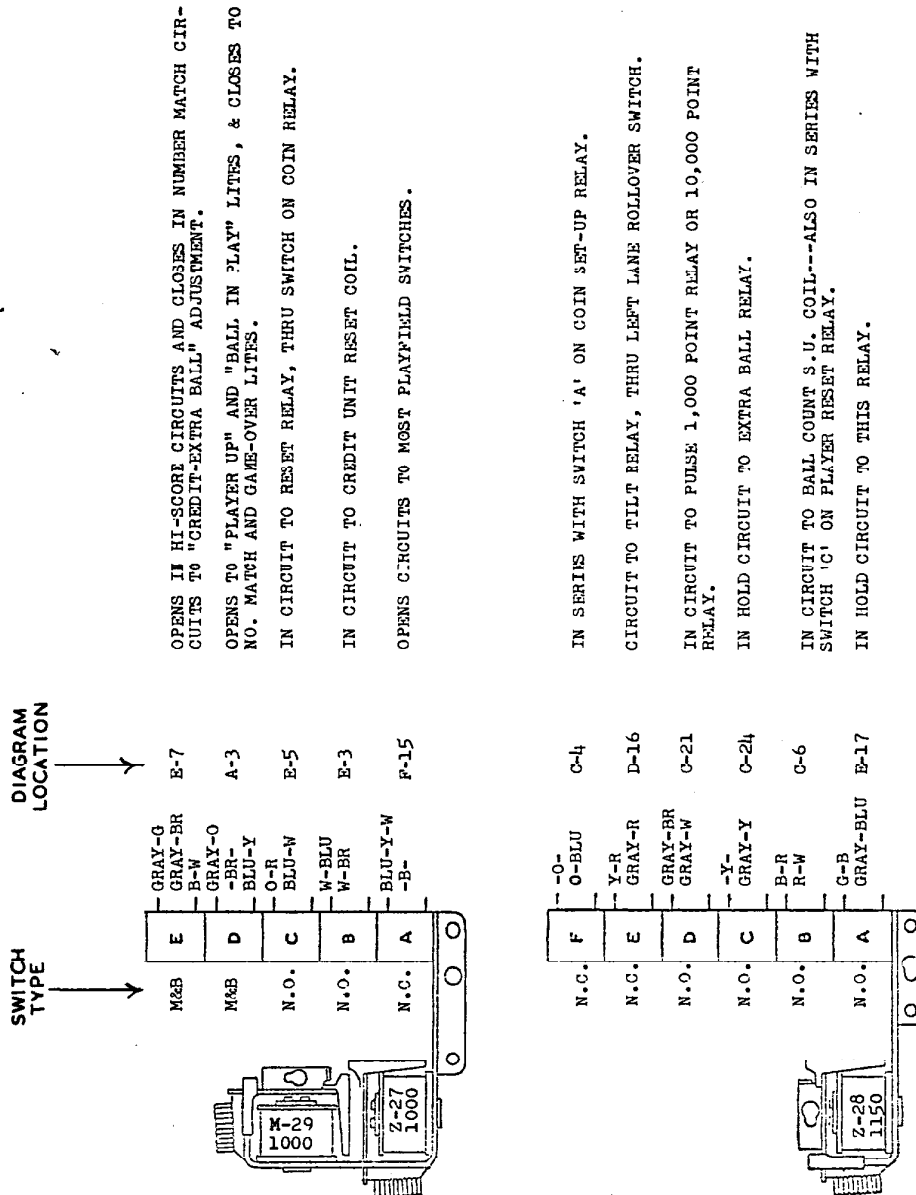 SWITCH
TYPE
DIAGRAM
LOCATION
M-29
1000
Z-27
1000
M&B E GRAY-G
GRAY-BR
B-W
E-7 OPENS IN HI-SCORE CIRCUITS AND CLOSES IN NUMBER MATCH CIR-
CUITS TO "CREDIT-EXTRA BALL" ADJUSTMENT.
M&B D GRAY-O
-BR-
BLU-Y
A-3 OPENS TO "PLAYER UP" AND "BALL IN PLAY" LITES, & CLOSES TO
NO. MATCH AND GAME-OVER LITES.
N.O. C O-R
BLU-W
E-5 IN CIRCUIT TO RESET RELAY, THRU SWITCH ON COIN RELAY.
N.O. B W-BLU
W-BR
E-3 IN CIRCUIT TO CREDIT UNIT RESET COIL.
N.C. A BLU-Y-W
-B-
F-15 OPENS CIRCUITS TO MOST PLAYFIELD SWITCHES.
Z-28
1150
N.C. F -O-
O-BLU
C-4 IN SERIES WITH SWITCH 'A' ON COIN SET-UP RELAY.
N.C. E Y-R
GRAY-R
D-16 CIRCUIT TO TILT RELAY, THRU LEFT LANE ROLLOVER SWITCH.
N.O. D GRAY-BR
GRAY-W
C-21 IN CIRCUIT TO PULSE 1,000 POINT RELAY OR 10,000 POINT
RELAY.
N.O. C -Y-
GRAY-Y
C-24 IN HOLD CIRCUIT TO EXTRA BALL RELAY.
N.O. B B-R
R-W
C-6 IN CIRCUIT TO BALL COUNT S.U. COIL---ALSO IN SERIES WITH
SWITCH 'C' ON PLAYER RESET RELAY.
N.O. A G-B
GRAY-BLU
E-17 IN HOLD CIRCUIT TO THIS RELAY.